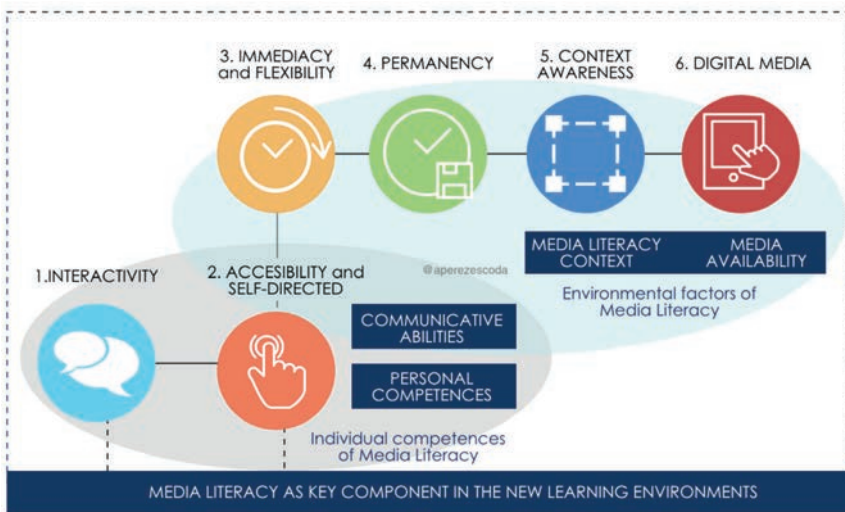 3. IMMEDIACY
and FLEXIBILITY
4. PERMANENCY
5. CONTEXT
AWARENESS
6. DIGITAL MEDIA
MEDIA LITERACY
CONTEXT
MEDIA
AVAILABILITY
Environmental factors of
Media Literacy
@aperezescoda
1.INTERACTIVITY
2. ACCESIBILITY and
SELF-DIRECTED
COMMUNICATIVE
ABILITIES
PERSONAL
COMPETENCES
Individual competences
of Media Literacy
MEDIA LITERACY AS KEY COMPONENT IN THE NEW LEARNING ENVIRONMENTS